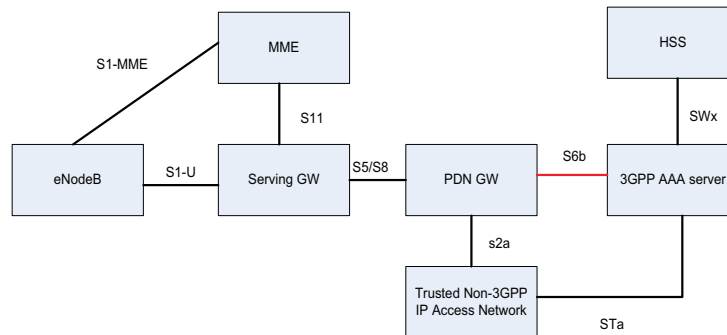 MME
HSS
S1-MME
S11
SWx
eNodeB
S1-U
Serving GW
S5/S8
PDN GW
S6b
3GPP AAA server
s2a
Trusted Non-3GPP
IP Access Network
STa